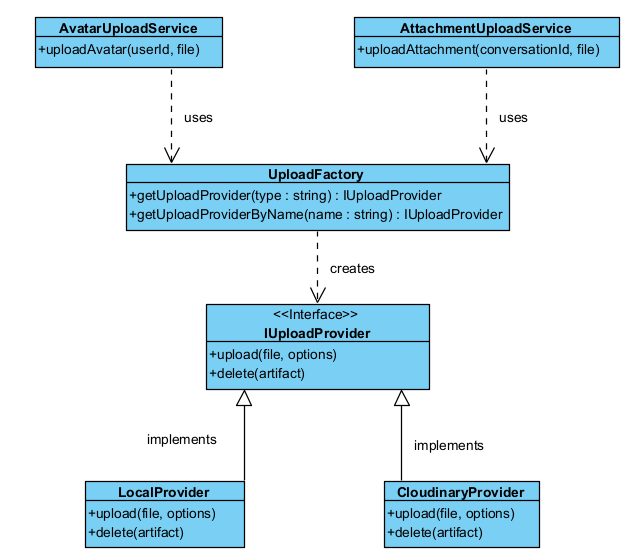 AvatarUploadService
+uploadAvatar(userId, file)
AttachmentUploadService
+uploadAttachment(conversationId, file)
uses
uses
UploadFactory
+getUploadProvider(type : string) : IUploadProvider
+getUploadProviderByName(name : string) : IUploadProvider
creates
<<Interface>>
IUploadProvider
+upload(file, options)
+delete(artifact)
implements
implements
LocalProvider
+upload(file, options)
+delete(artifact)
CloudinaryProvider
+upload(file, options)
+delete(artifact)